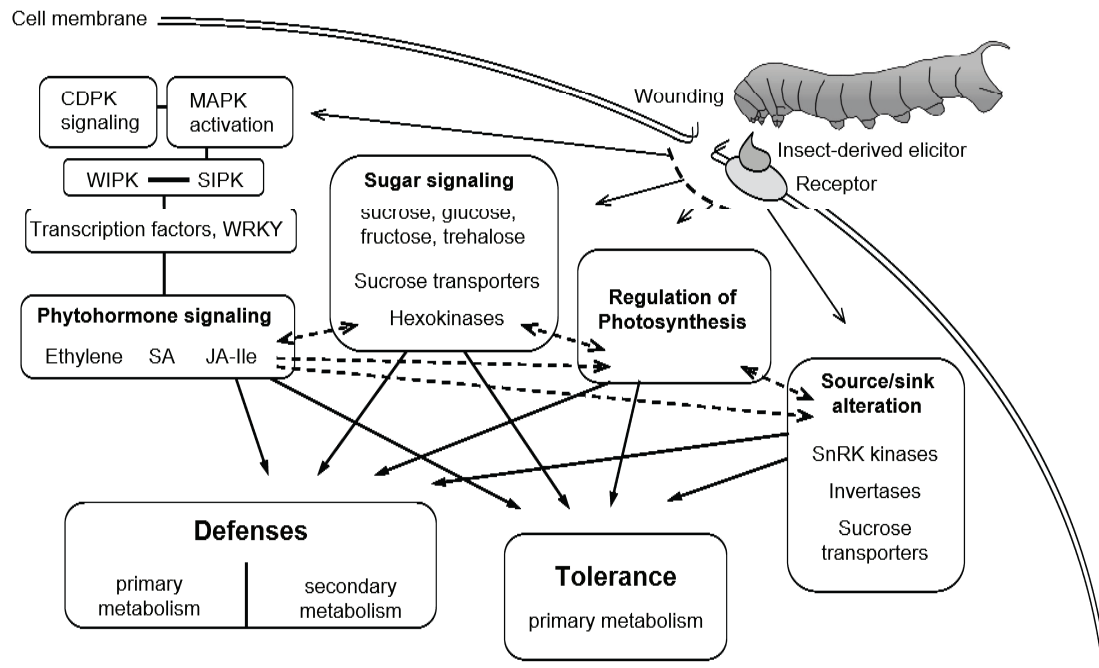 Cell membrane
Wounding
Insect-derived elicitor
Receptor
CDPK
signaling
MAPK
activation
WIPK
SIPK
Transcription factors, WRKY
Phytohormone signaling
Ethylene SA JA-Ile
Sugar signaling
sucrose, glucose,
fructose, trehalose
Sucrose transporters
Hexokinases
Regulation of
Photosynthesis
Source/sink
alteration
SnRK kinases
Invertases
Sucrose
transporters
Defenses
primary
metabolism
secondary
metabolism
Tolerance
primary metabolism